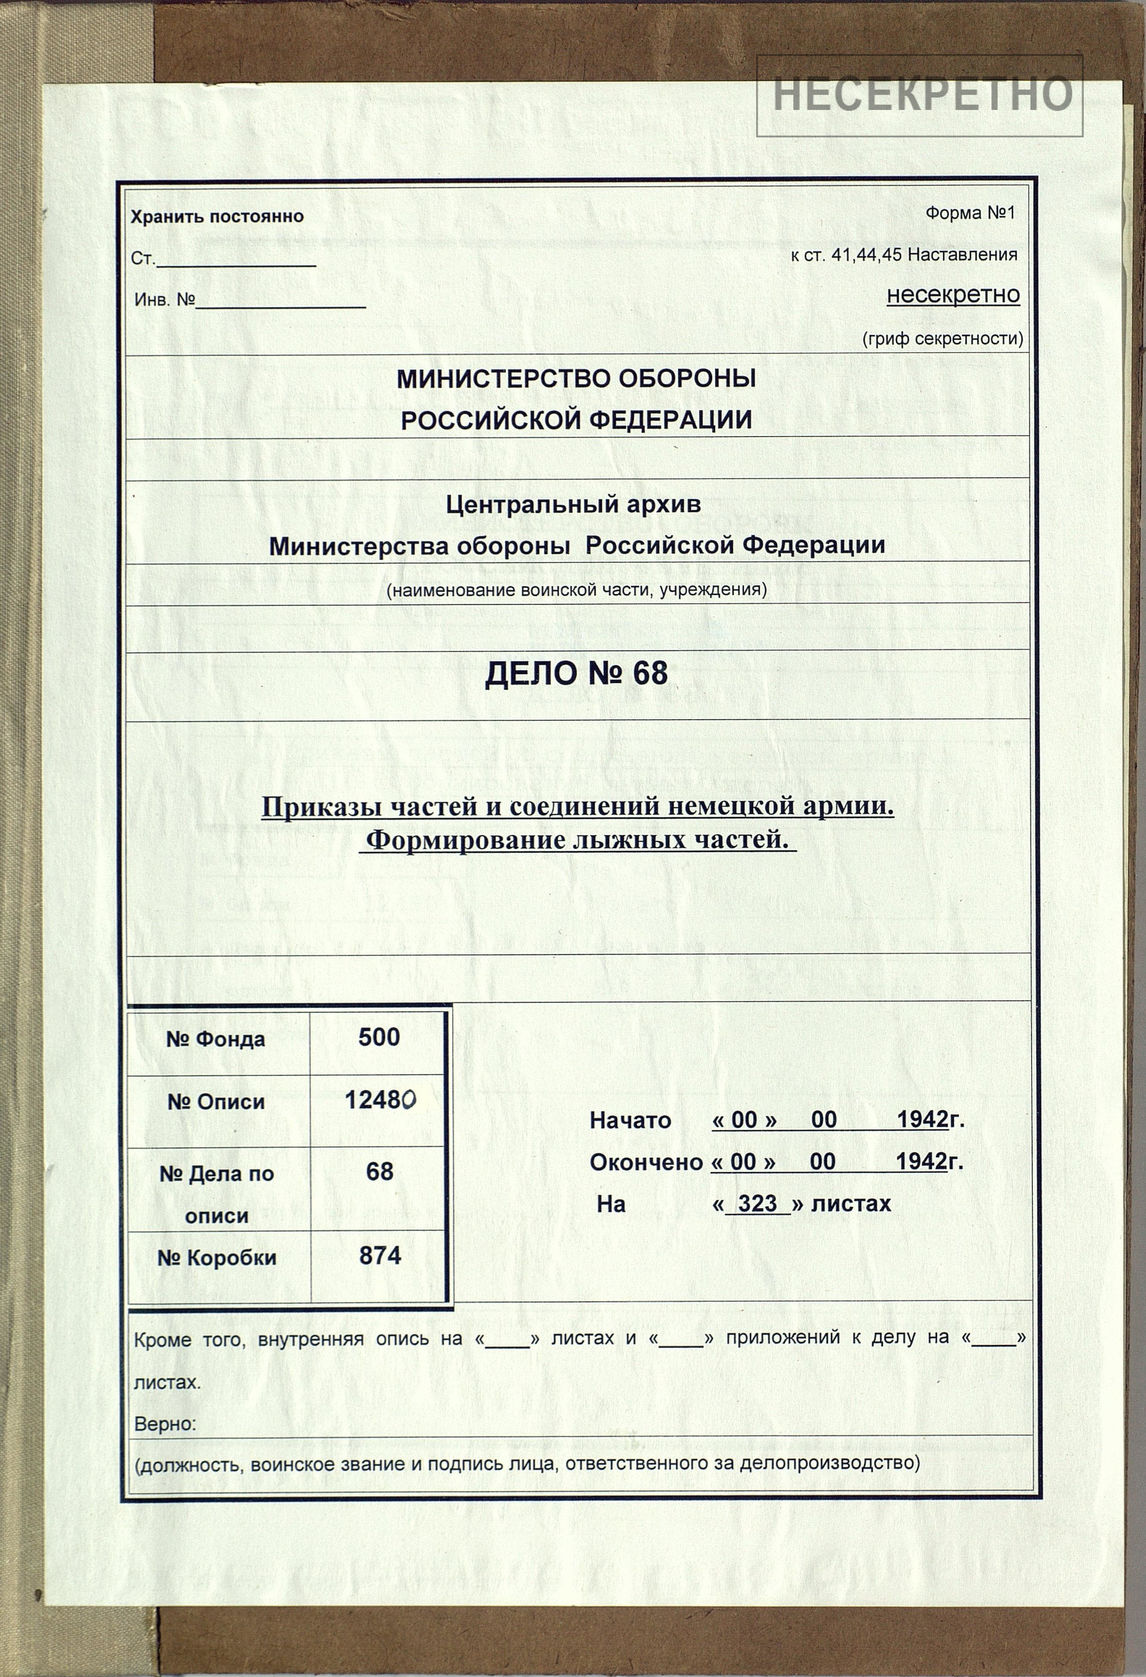 НЕСЕКРЕТНО
Хранить постоянно
Форма №1
Ст.
к ст. 41,44,45 Наставления
Инв. №
несекретно
(гриф секретности)
МИНИСТЕРСТВО ОБОРОНЫ
РОССИЙСКОЙ ФЕДЕРАЦИИ
Центральный архив
Министерства обороны Российской Федерации
(наименование воинской части, учреждения)
ДЕЛО № 68
Приказы частей и соединений немецкой армии.
Формирование лыжных частей.
№ Фонда 500
№ Описи 12480
№ Дела по 68
описи
№ Коробки 874
Начато « 00 » 00 1942г.
Окончено « 00 » 00 1942г.
На « 323 » листах
Кроме того, внутренняя опись на «____» листах и «____» приложений к делу на «____»
листах.
Верно:
(должность, воинское звание и подпись лица, ответственного за делопроизводство)